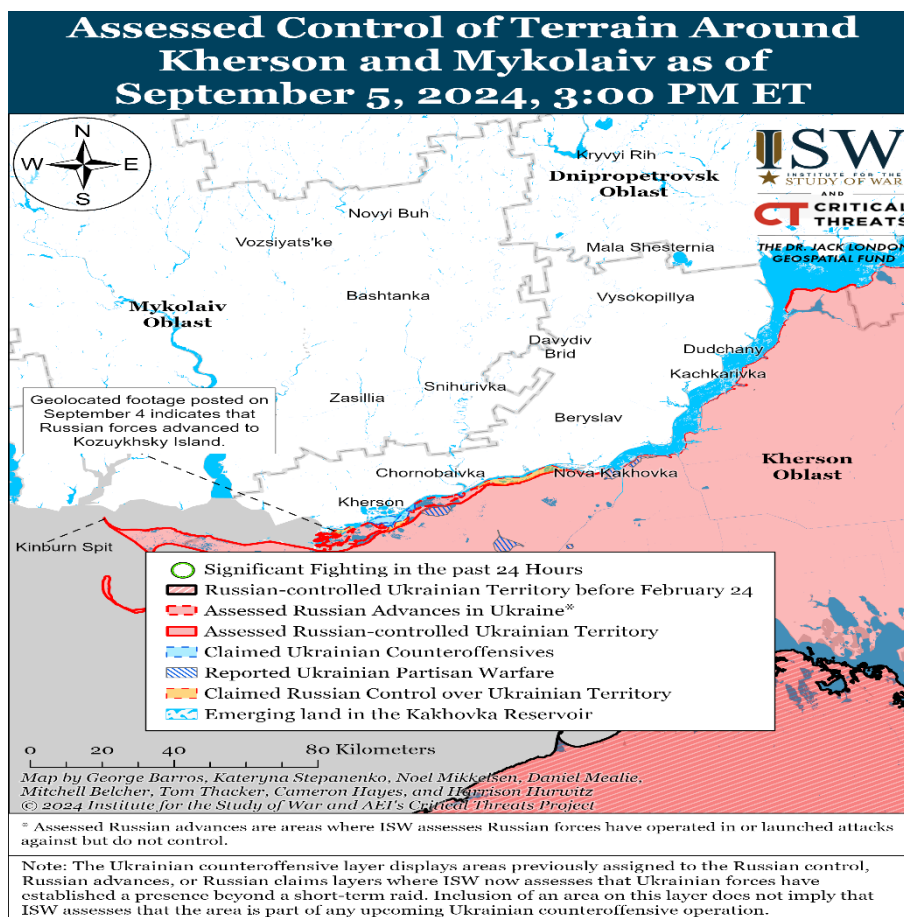 Assessed Control of Terrain Around
Kherson and Mykolaiv as of
September 5, 2024, 3:00 PM ET
N
W
E
S
Kryvyi Rih
Dnipropetrovsk
Oblast
ISW
INSTITUTE FOR THE
STUDY OF WAR
AND
CT CRITICAL
THREATS
THE DR. JACK LONDON
GEOSPATIAL FUND
Novyi Buh
Vozsiyats'ke
Mala Shesternia
Bashtanka
Vysokopillya
Mykolaiv
Oblast
Davydiv
Brid
Dudchany
Kachkarivka
Snihurivka
Zasillia
Beryslav
Geolocated footage posted on
September 4 indicates that
Russian forces advanced to
Kozuykhsky Island.
Chornobaivka
Nova Kakhovka
Kherson
Oblast
Kherson
Kinburn Spit
Significant Fighting in the past 24 Hours
Russian-controlled Ukrainian Territory before February 24
Assessed Russian Advances in Ukraine*
Assessed Russian-controlled Ukrainian Territory
Claimed Ukrainian Counteroffensives
Reported Ukrainian Partisan Warfare
Claimed Russian Control over Ukrainian Territory
Emerging land in the Kakhovka Reservoir
0 20 40 80 Kilometers
Map by George Barros, Kateryna Stepanenko, Noel Mikkelsen, Daniel Mealie,
Mitchell Belcher, Tom Thacker, Cameron Hayes, and Harrison Hurwitz
© 2024 Institute for the Study of War and AEI's Critical Threats Project
* Assessed Russian advances are areas where ISW assesses Russian forces have operated in or launched attacks
against but do not control.
Note: The Ukrainian counteroffensive layer displays areas previously assigned to the Russian control,
Russian advances, or Russian claims layers where ISW now assesses that Ukrainian forces have
established a presence beyond a short-term raid. Inclusion of an area on this layer does not imply that
ISW assesses that the area is part of any upcoming Ukrainian counteroffensive operation.